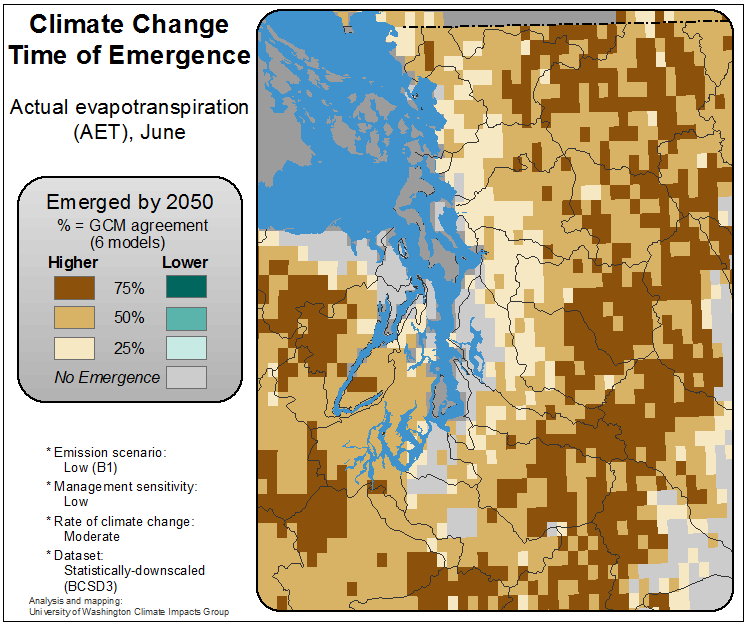 Climate Change
Time of Emergence
Actual evapotranspiration
(AET), June
Emerged by 2050
% = GCM agreement
(6 models)
Higher Lower
75%
50%
25%
No Emergence
* Emission scenario:
Low (B1)
* Management sensitivity:
Low
* Rate of climate change:
Moderate
* Dataset:
Statistically-downscaled
(BCSD3)
Analysis and mapping:
University of Washington Climate Impacts Group